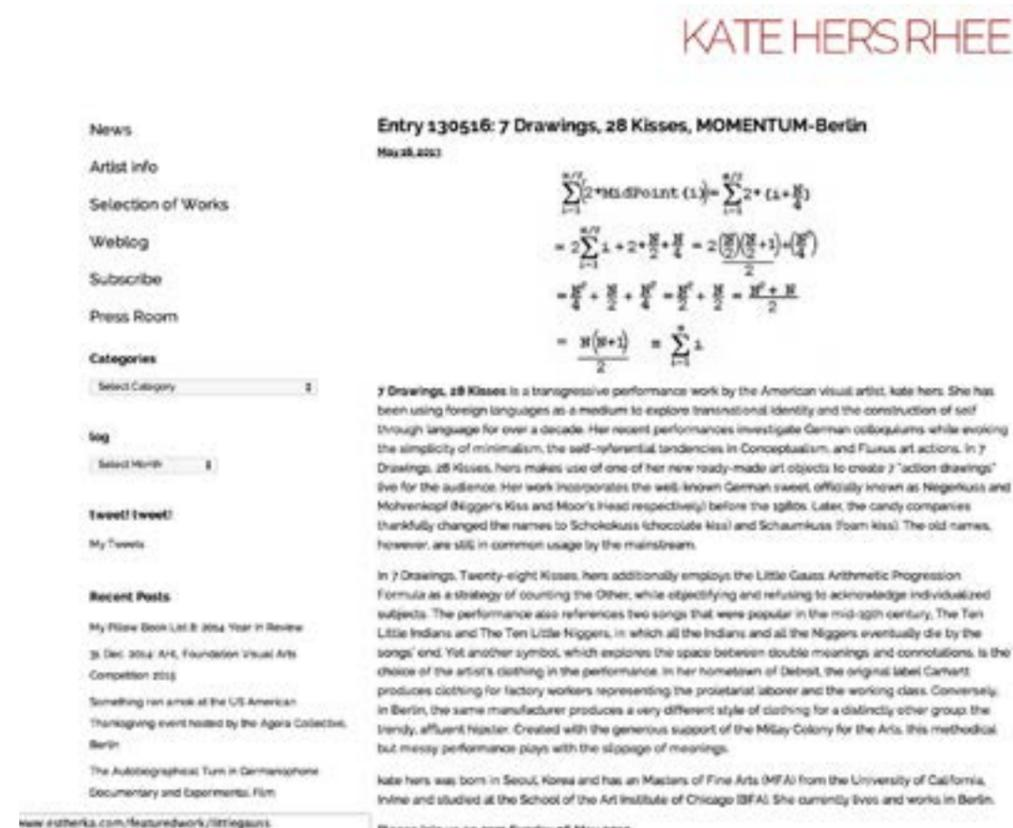 KATE HERS RHEE
News
Artist info
Selection of Works
Weblog
Subscribe
Press Room
Categories
Select Category
log
Select Month
tweet! tweet!
My Tweets
Recent Posts
My Pillow Book List & 2014 Year in Review
31 Dec. 2014: Art, Foundation Visual Arts
Competition 2015
Something ran amok at the US American
Thanksgiving event hosted by the Agora Collective,
Berlin
The Autobiographical Turn in Germanophone
Documentary and Experimental Film
www.estherka.com/featuredwork/littlegauss
Entry 130516: 7 Drawings, 28 Kisses, MOMENTUM-Berlin
May 16, 2013
7 Drawings, 28 Kisses is a transgressive performance work by the American visual artist, kate hers. She has
been using foreign languages as a medium to explore transnational identity and the construction of self
through language for over a decade. Her recent performances investigate German colloquiums while evoking
the simplicity of minimalism, the self-referential tendencies in Conceptualism, and Fluxus art actions. In 7
Drawings, 28 Kisses, hers makes use of one of her new ready-made art objects to create 7 "action drawings"
live for the audience. Her work incorporates the well-known German sweet, officially known as Negerkuss and
Mohrenkopf (Nigger's Kiss and Moor's Head respectively) before the 1980s. Later, the candy companies
thankfully changed the names to Schokokuss (chocolate kiss) and Schaumkuss (foam kiss). The old names,
however, are still in common usage by the mainstream.
In 7 Drawings, Twenty-eight Kisses, hers additionally employs the Little Gauss Arithmetic Progression
Formula as a strategy of counting the Other, while objectifying and refusing to acknowledge individualized
subjects. The performance also references two songs that were popular in the mid-19th century, The Ten
Little Indians and The Ten Little Niggers, in which all the Indians and all the Niggers eventually die by the
songs' end. Yet another symbol, which explores the space between double meanings and connotations, is the
choice of the artist's clothing in the performance. In her hometown of Detroit, the original label Carhartt
produces clothing for factory workers representing the proletarial laborer and the working class. Conversely,
in Berlin, the same manufacturer produces a very different style of clothing for a distinctly other group: the
trendy, affluent hipster. Created with the generous support of the Millay Colony for the Arts, this methodical
but messy performance plays with the slippage of meanings.
kate hers was born in Seoul, Korea and has an Masters of Fine Arts (MFA) from the University of California,
Irvine and studied at the School of the Art Institute of Chicago (BFA). She currently lives and works in Berlin.